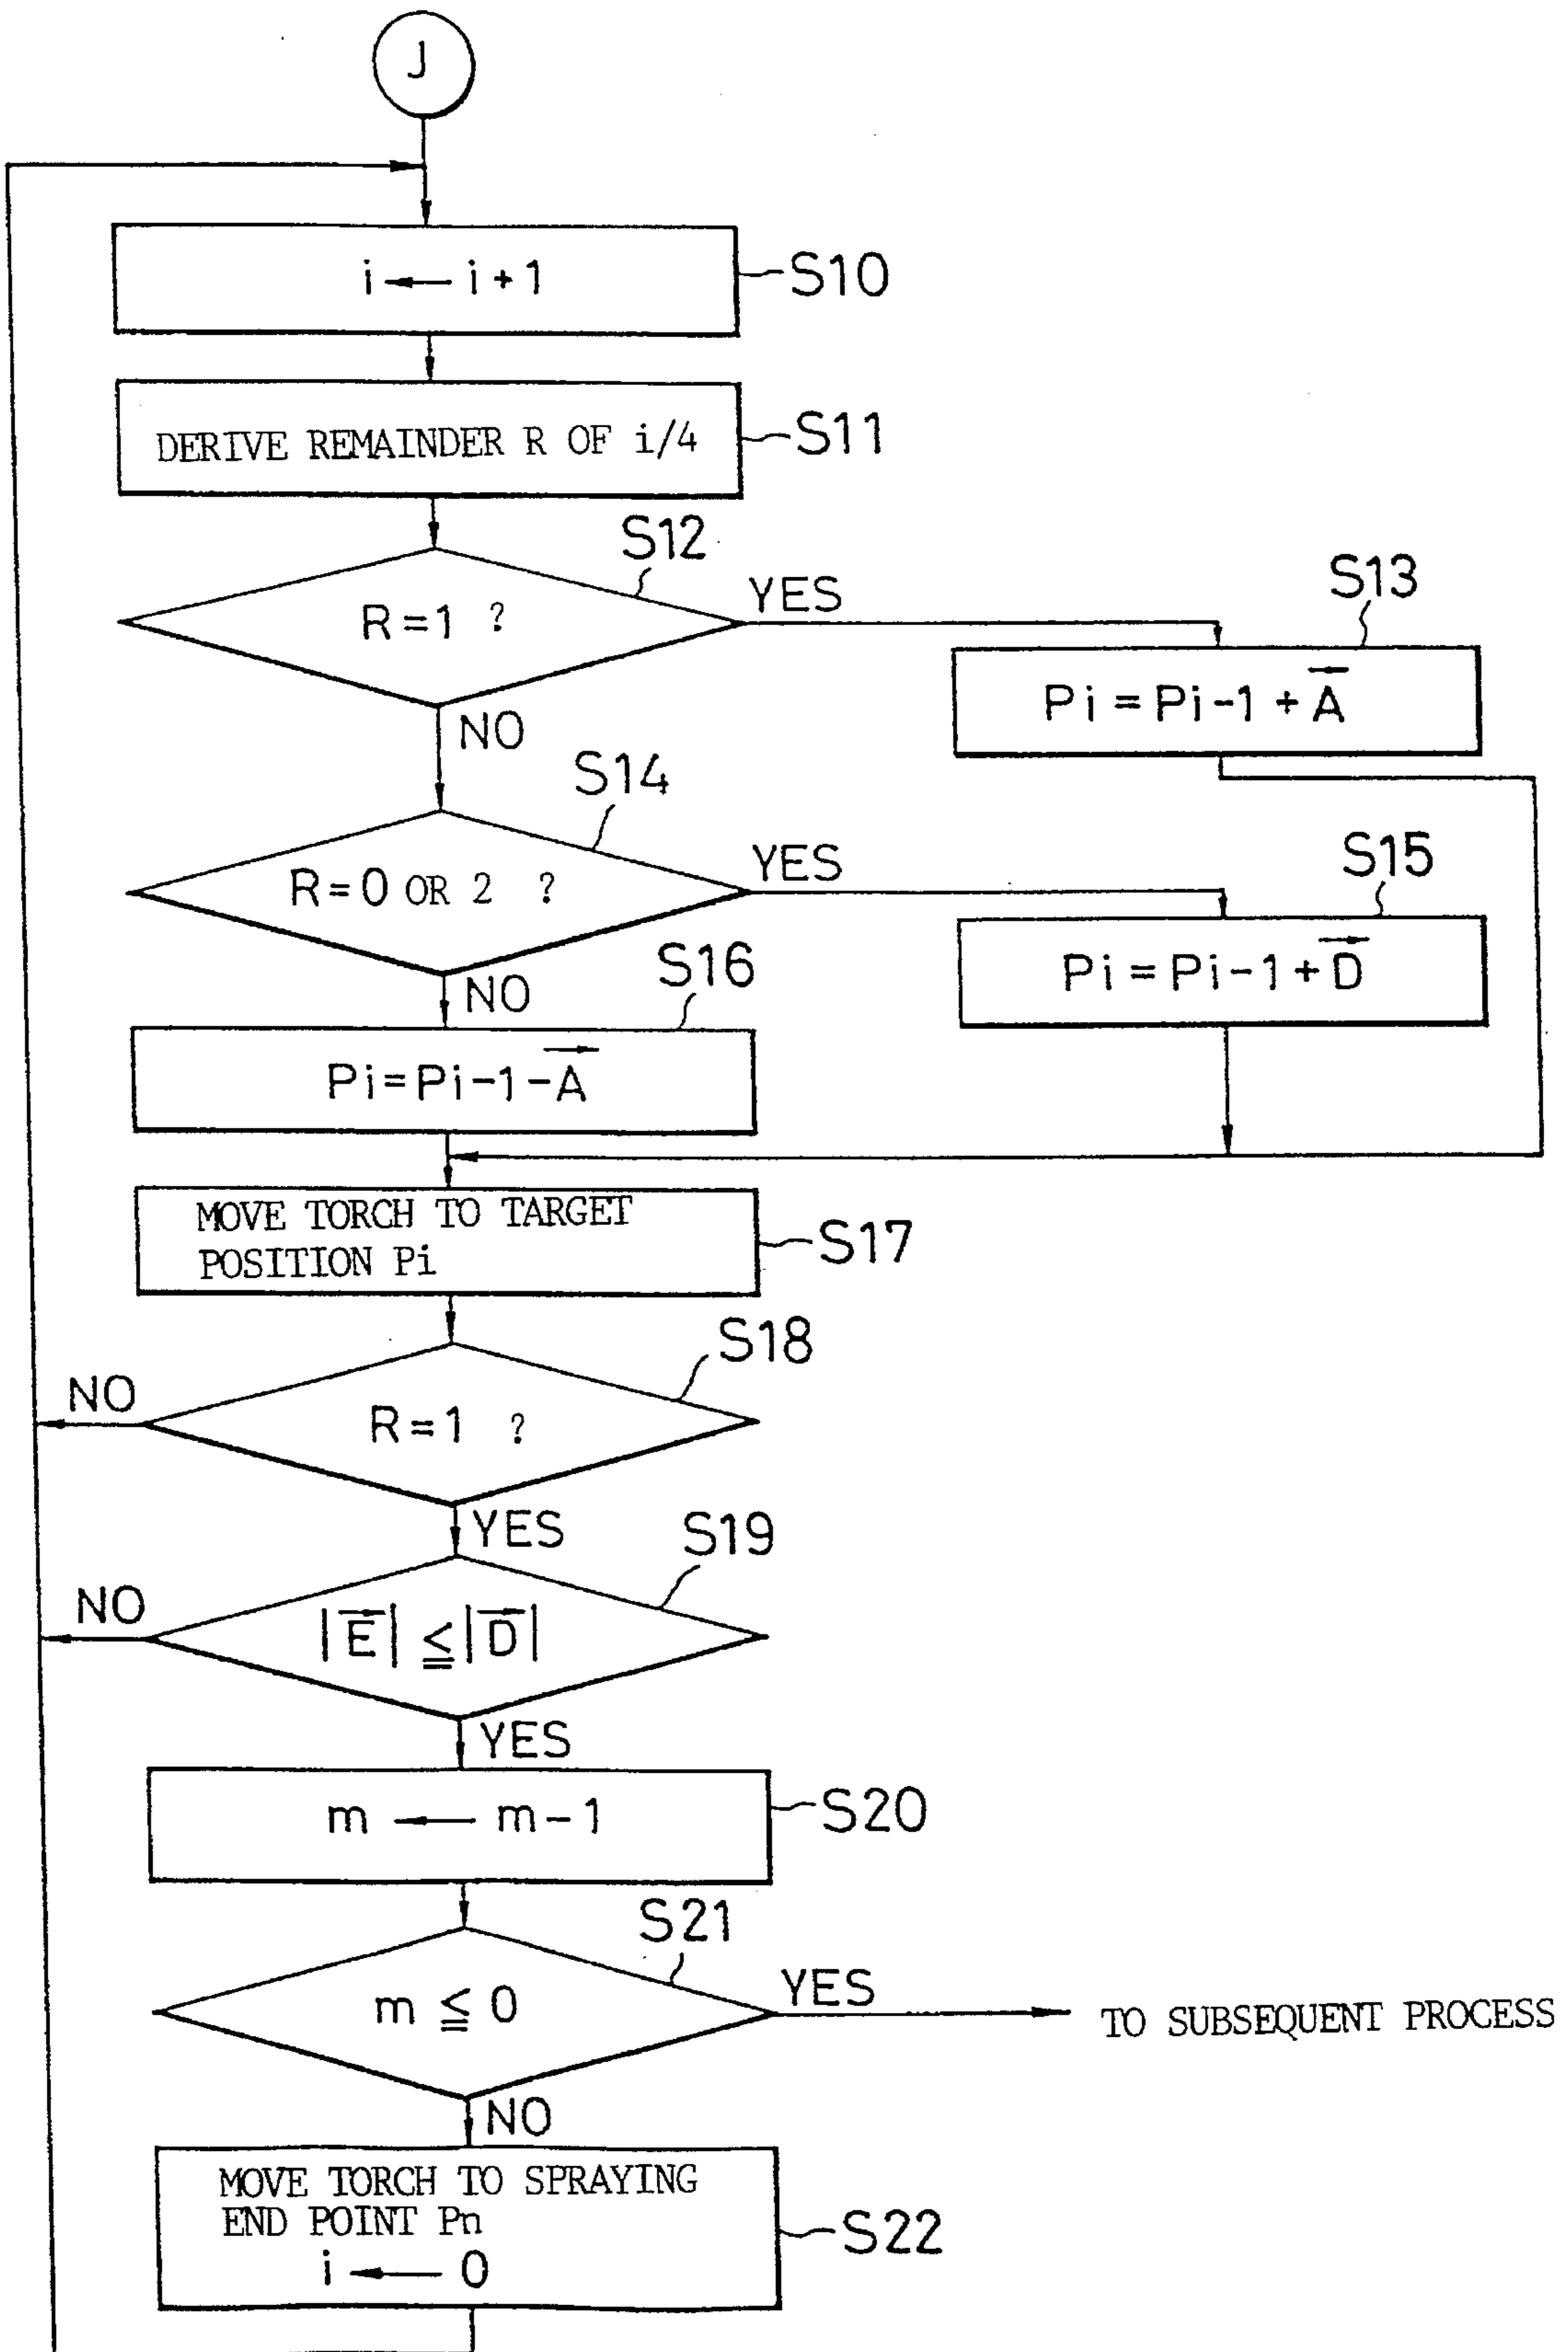 J
i ← i + 1
S10
DERIVE REMAINDER R OF i/4
S11
S12
R = 1 ?
YES
S13
Pi = Pi-1 + A⃗
NO
S14
R = 0 OR 2 ?
YES
S15
Pi = Pi-1 + D⃗
NO
S16
Pi = Pi-1 - A⃗
MOVE TORCH TO TARGET
POSITION Pi
S17
S18
NO
R = 1 ?
YES
S19
NO
|E⃗| ≦ |D⃗|
YES
m ← m - 1
S20
S21
m ≦ 0
YES
TO SUBSEQUENT PROCESS
NO
MOVE TORCH TO SPRAYING
END POINT Pn
i ← 0
S22